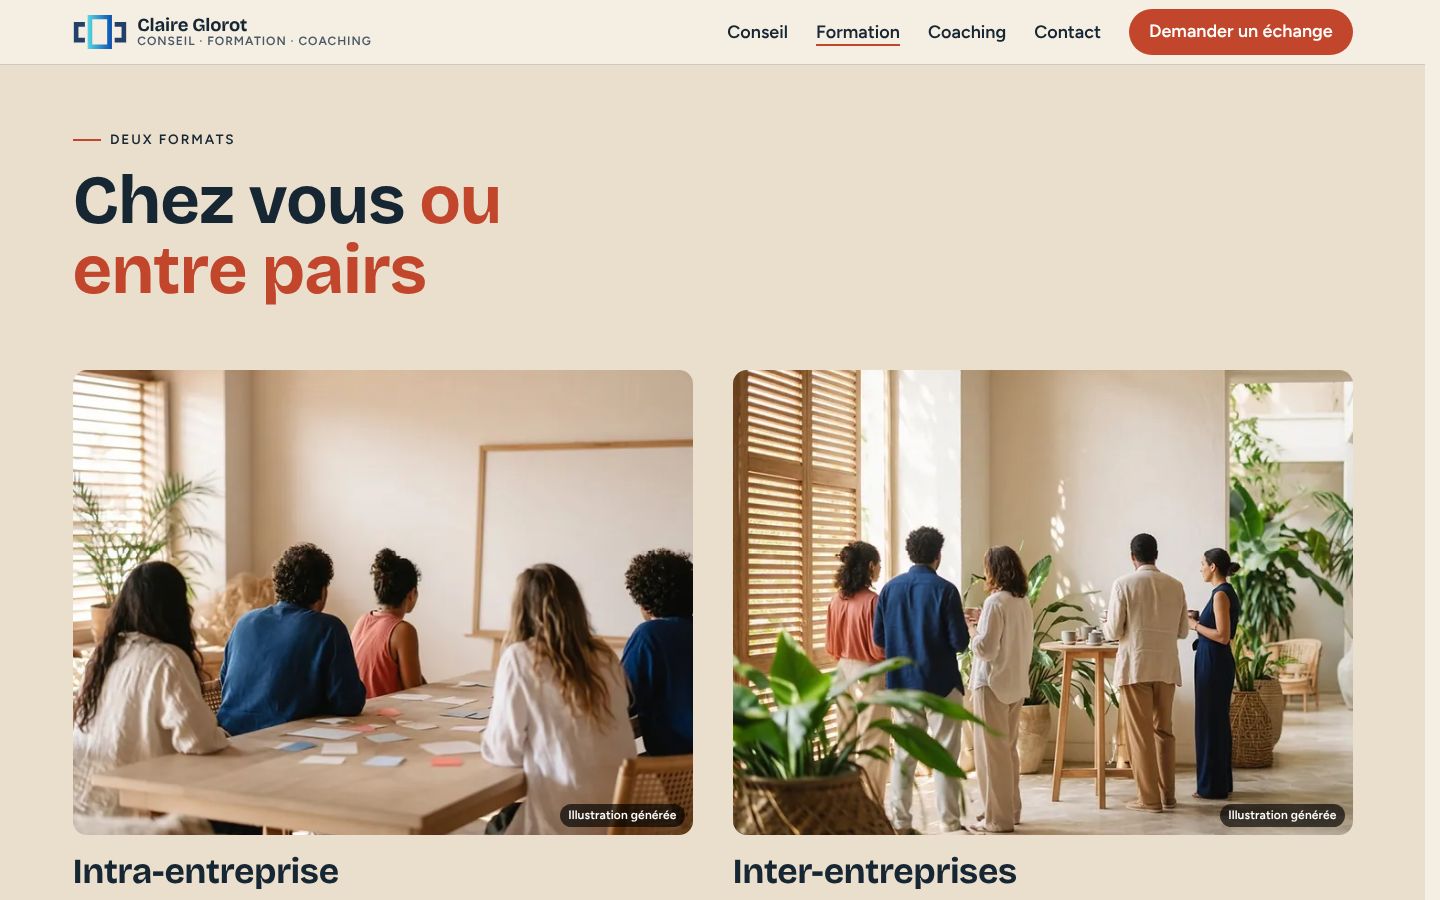 Claire Glorot
CONSEIL · FORMATION · COACHING
Conseil
Formation
Coaching
Contact
Demander un échange
DEUX FORMATS
Chez vous ou
entre pairs
Illustration générée
Illustration générée
Intra-entreprise
Inter-entreprises